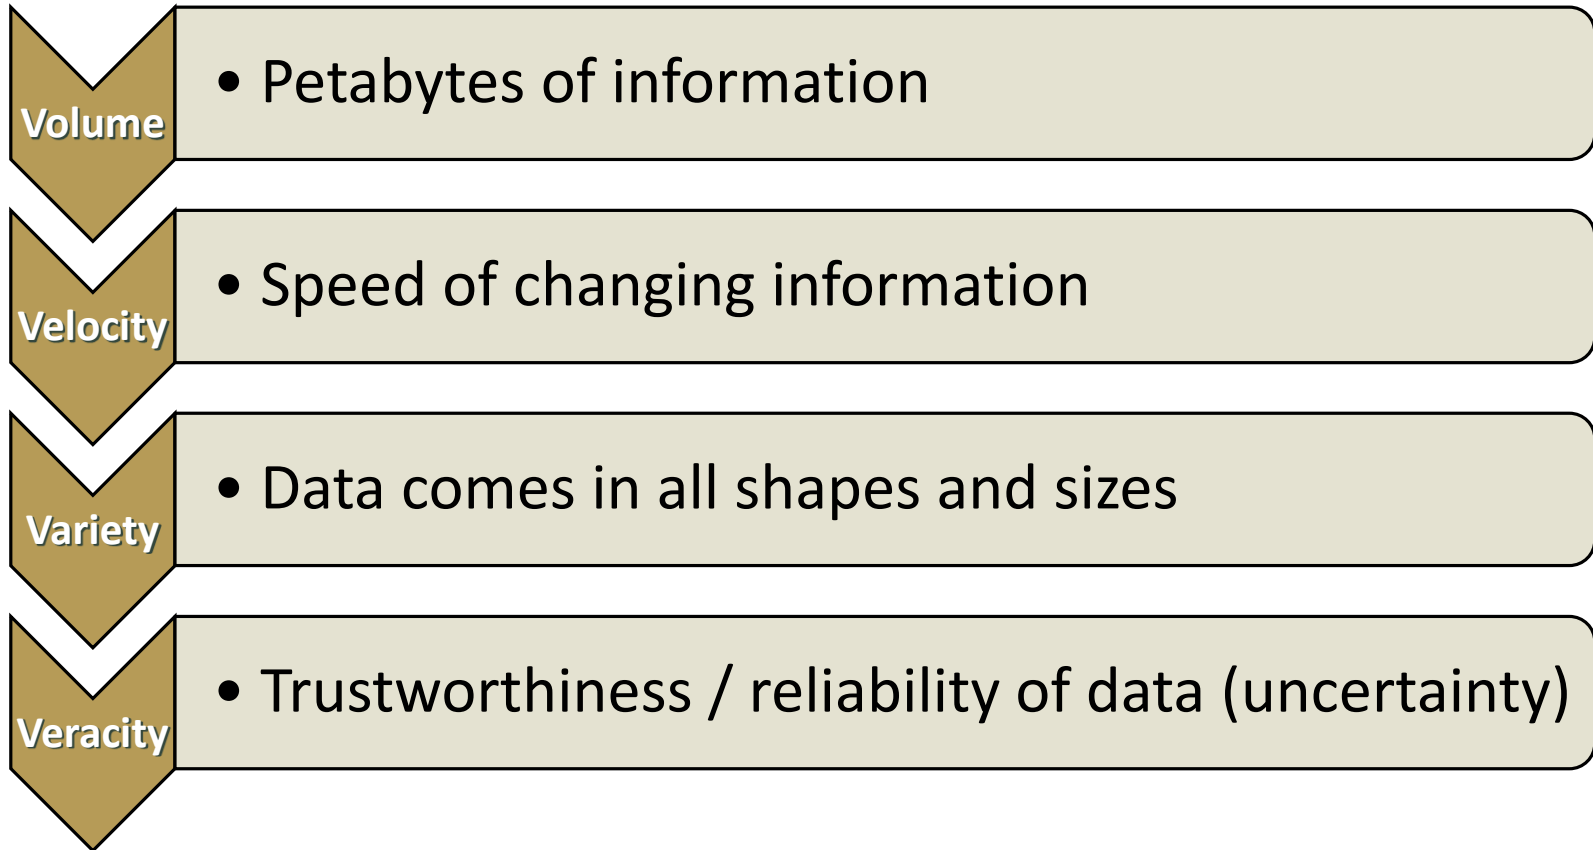 Volume
• Petabytes of information
Velocity
• Speed of changing information
Variety
• Data comes in all shapes and sizes
Veracity
• Trustworthiness / reliability of data (uncertainty)